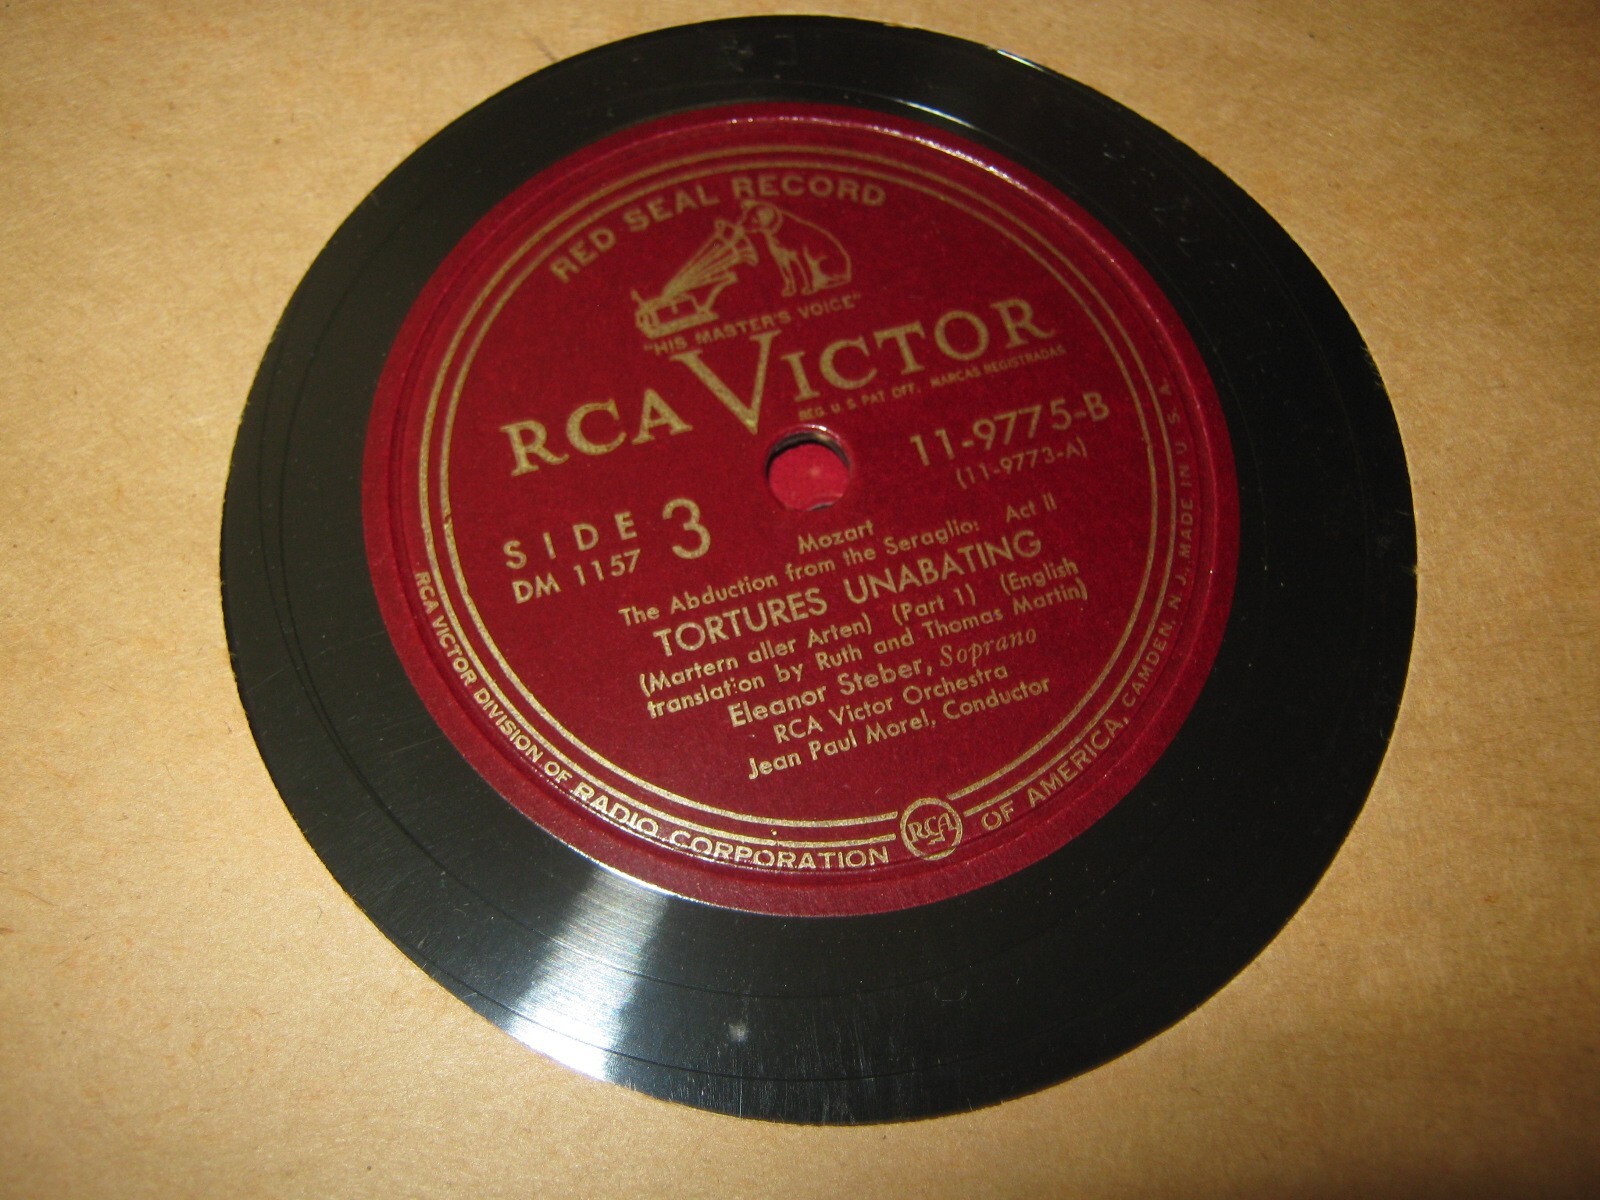 RED SEAL RECORD
"HIS MASTER'S VOICE"
RCA VICTOR
REG. U. S. PAT. OFF. MARCAS REGISTRADAS
11-9775-B
(11-9773-A)
SIDE 3
DM 1157
Mozart
The Abduction from the Seraglio: Act II
TORTURES UNABATING
(Martern aller Arten) (Part 1) (English
translation by Ruth and Thomas Martin)
Eleanor Steber, Soprano
RCA Victor Orchestra
Jean Paul Morel, Conductor
RCA VICTOR DIVISION OF RADIO CORPORATION RCA OF AMERICA, CAMDEN, N. J. MADE IN U. S. A.